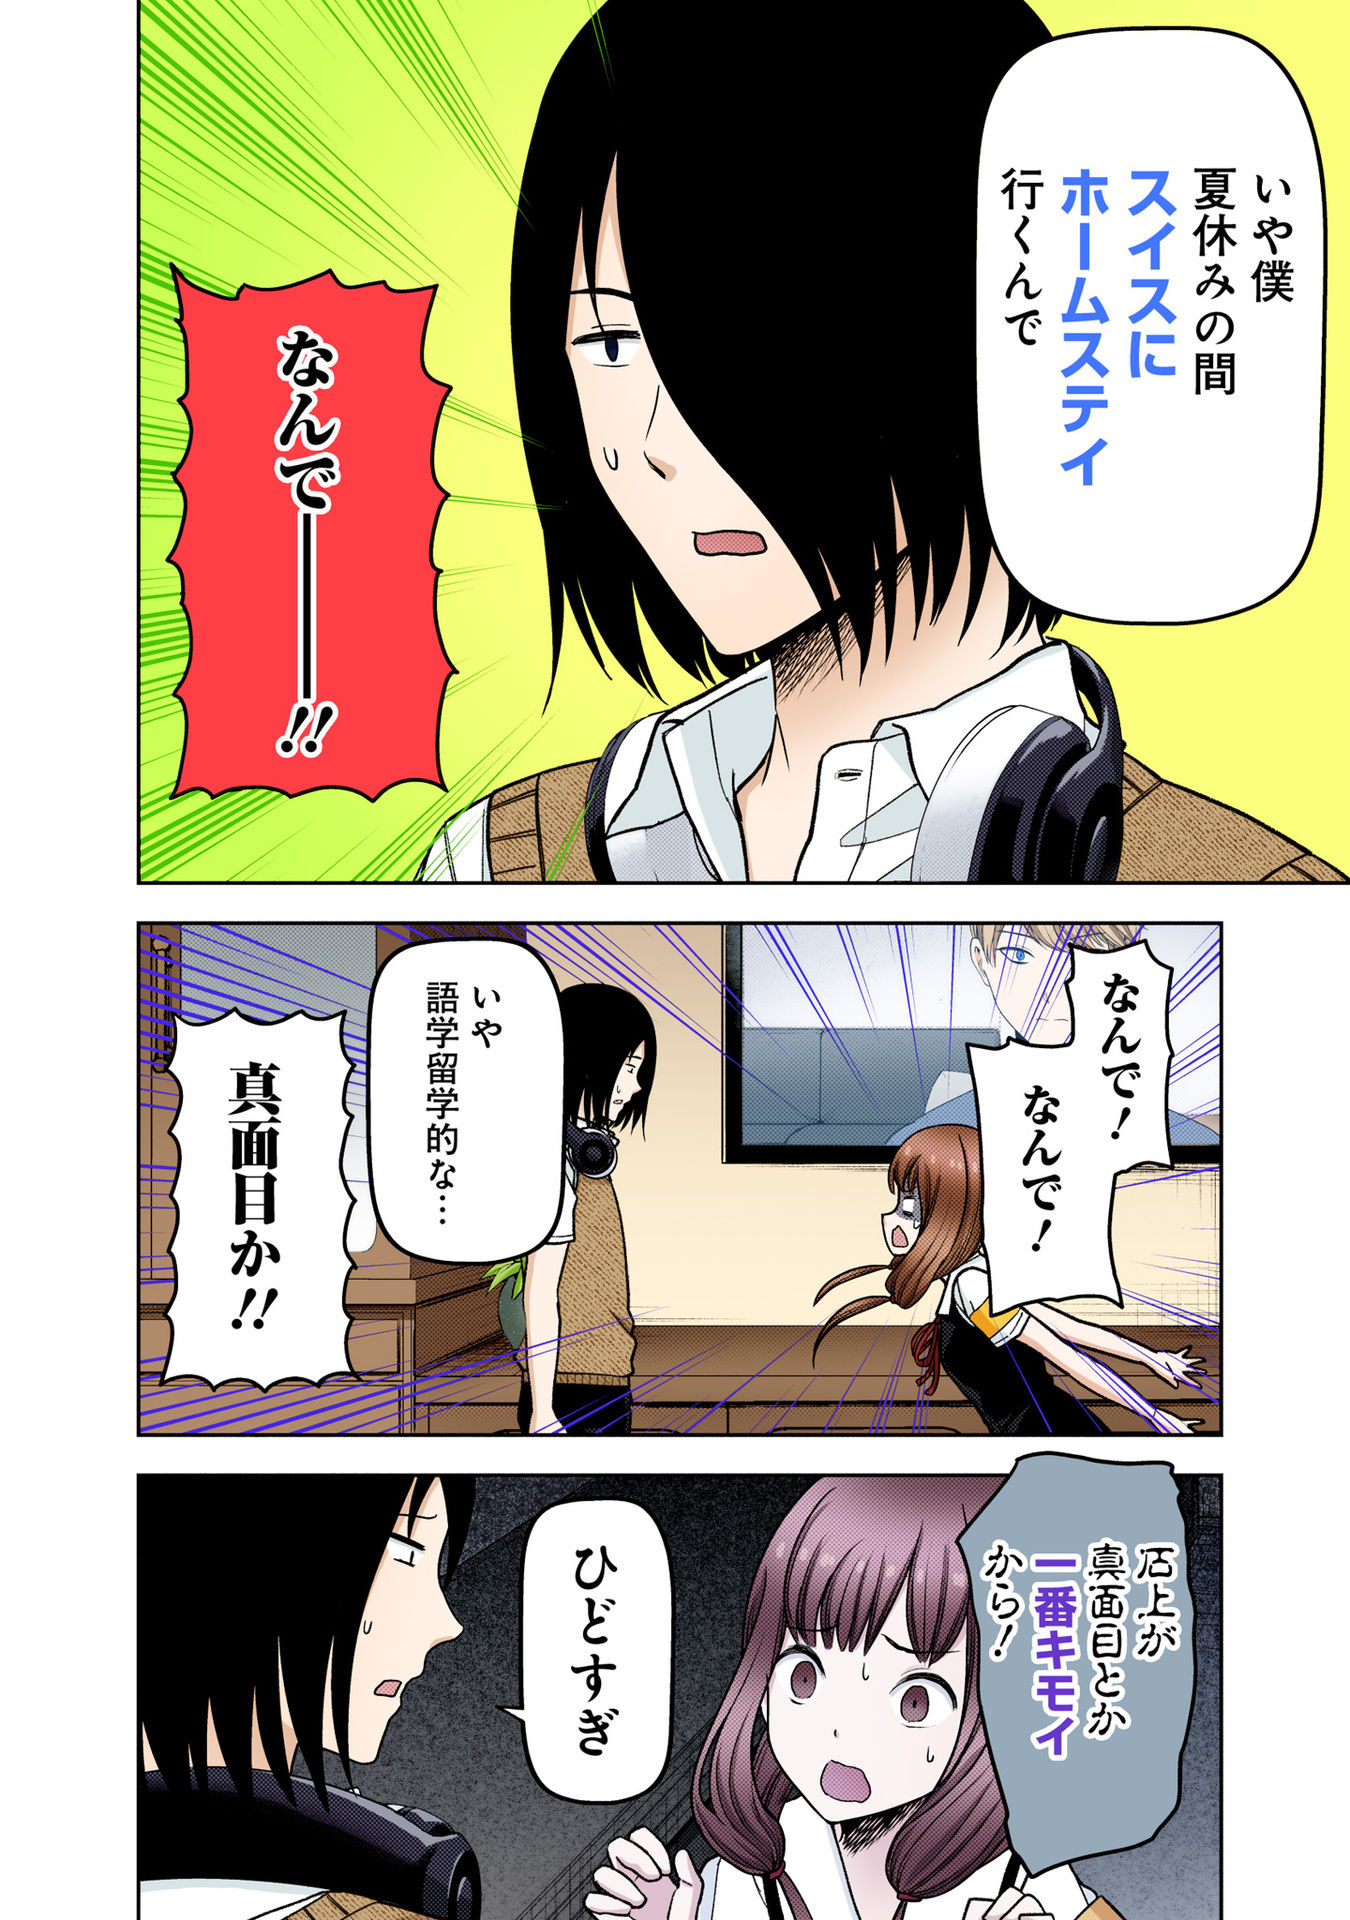 いや僕
夏休みの間
スイスに
ホームステイ
行くんで
なんで――!!
なんで！
なんで！
いや
語学留学的な…
真面目か!!
石上が
真面目とか
一番キモイ
から！
ひどすぎ